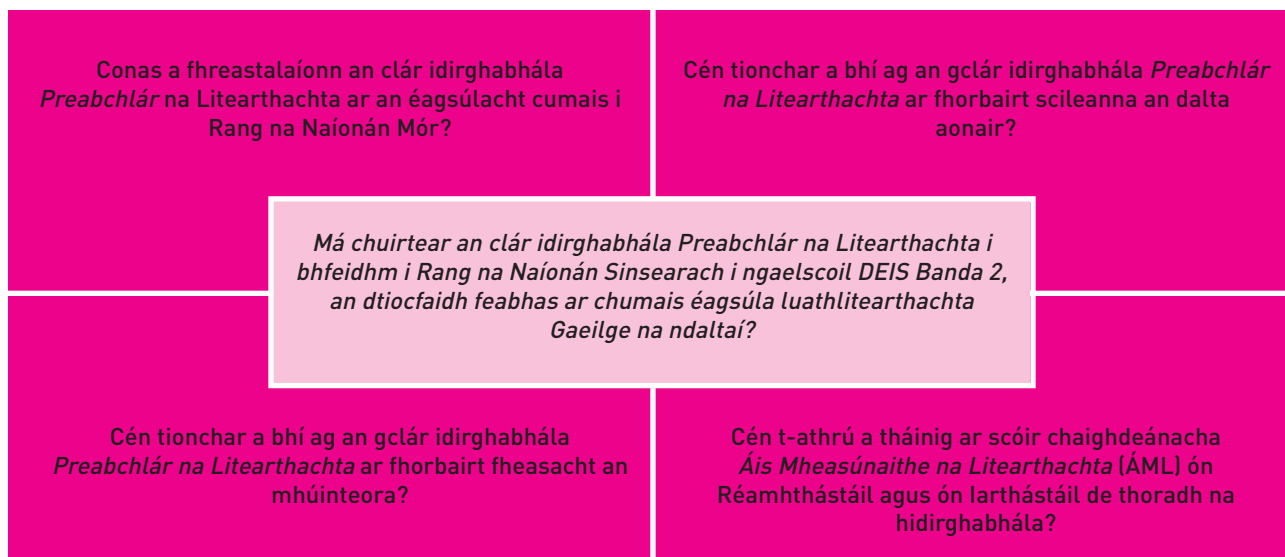 Conas a fhreastalaíonn an clár idirghabhála
Preabchlár na Litearthachta ar an éagsúlacht cumais i
Rang na Naíonán Mór?
Cén tionchar a bhí ag an gclár idirghabhála Preabchlár
na Litearthachta ar fhorbairt scileanna an dalta
aonair?
Má chuirtear an clár idirghabhála Preabchlár na Litearthachta i
bhfeidhm i Rang na Naíonán Sinsearach i ngaelscoil DEIS Banda 2,
an dtiocfaidh feabhas ar chumais éagsúla luathlitearthachta
Gaeilge na ndaltaí?
Cén tionchar a bhí ag an gclár idirghabhála
Preabchlár na Litearthachta ar fhorbairt fheasacht an
mhúinteora?
Cén t-athrú a tháinig ar scóir chaighdeánacha
Áis Mheasúnaithe na Litearthachta (ÁML) ón
Réamhthástáil agus ón Iarthástáil de thoradh na
hidirghabhála?